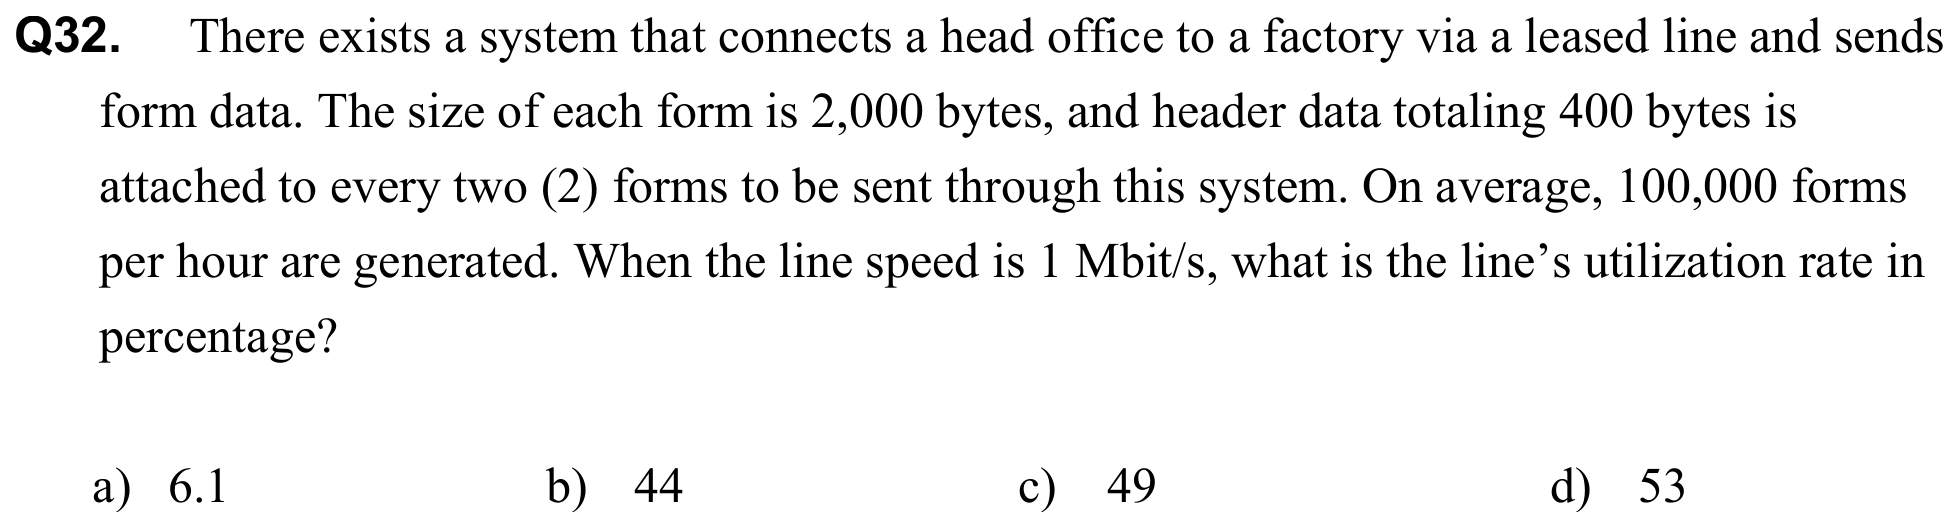 Q32. There exists a system that connects a head office to a factory via a leased line and sends
form data. The size of each form is 2,000 bytes, and header data totaling 400 bytes is
attached to every two (2) forms to be sent through this system. On average, 100,000 forms
per hour are generated. When the line speed is 1 Mbit/s, what is the line’s utilization rate in
percentage?
a) 6.1 b) 44 c) 49 d) 53